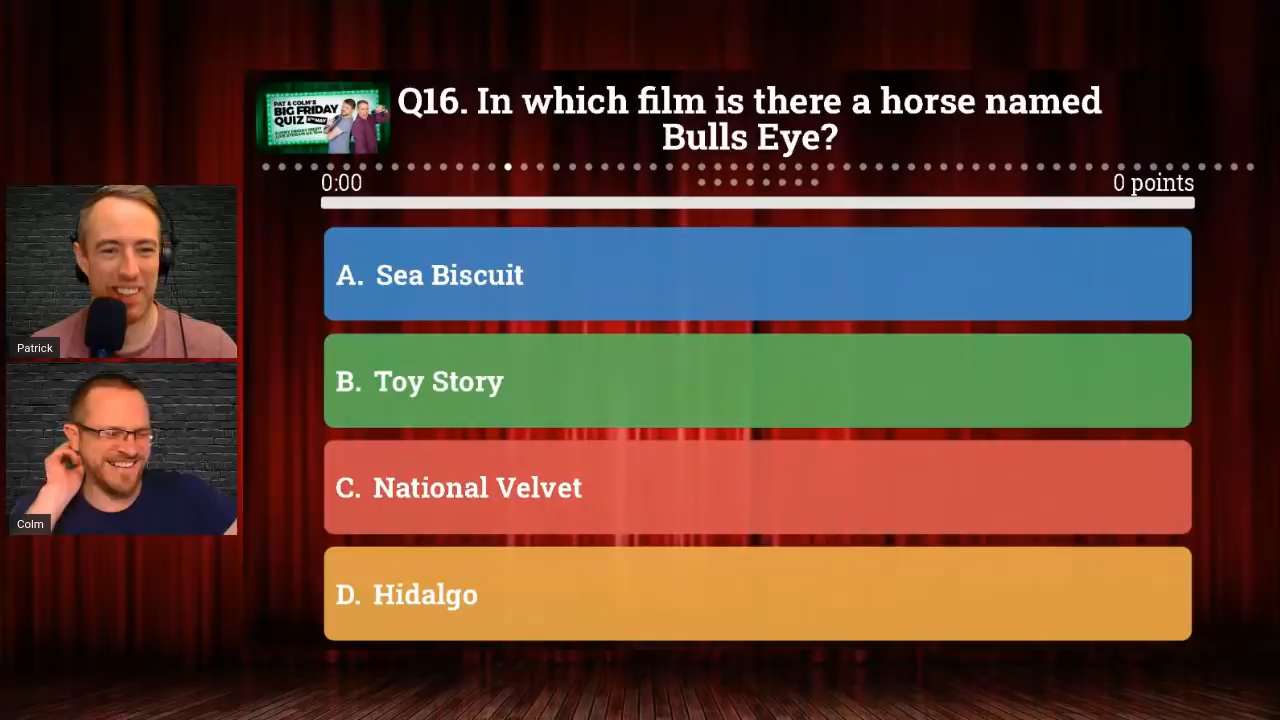 PAT & COLM'S
BIG FRIDAY
QUIZ
Q16. In which film is there a horse named
Bulls Eye?
0:00
0 points
A. Sea Biscuit
B. Toy Story
C. National Velvet
D. Hidalgo
Patrick
Colm